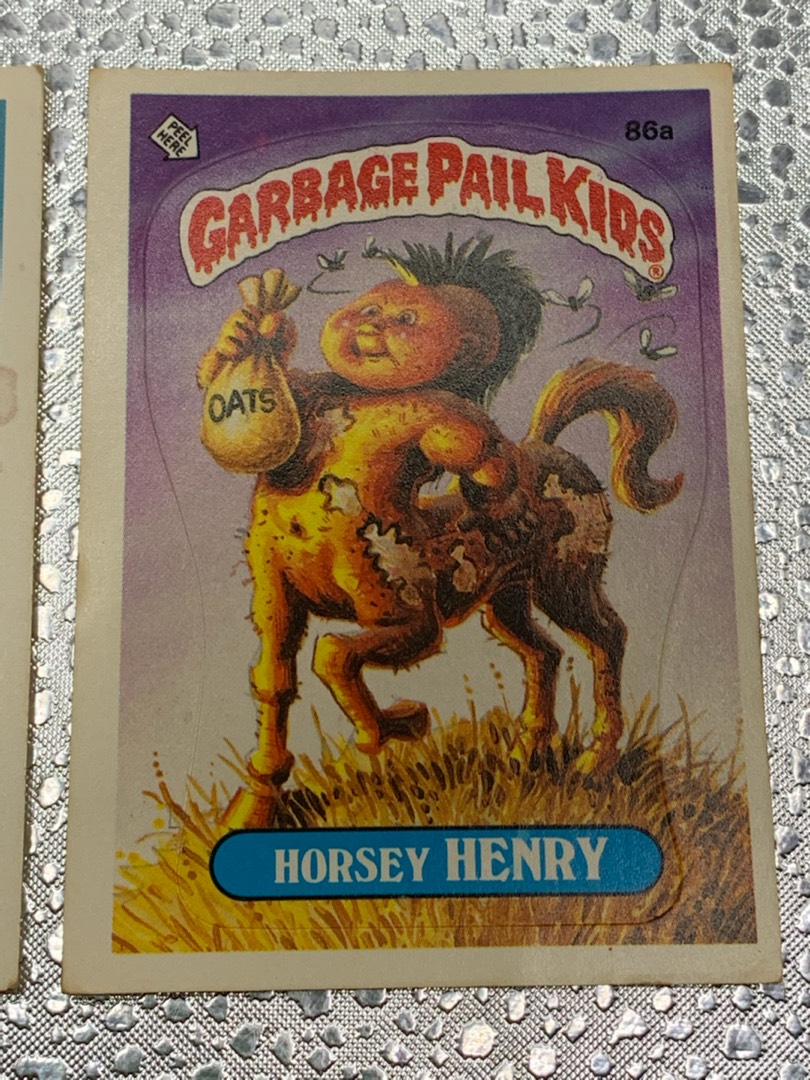 PEEL
HERE
86a
GARBAGE PAIL KIDS®
OATS
HORSEY HENRY